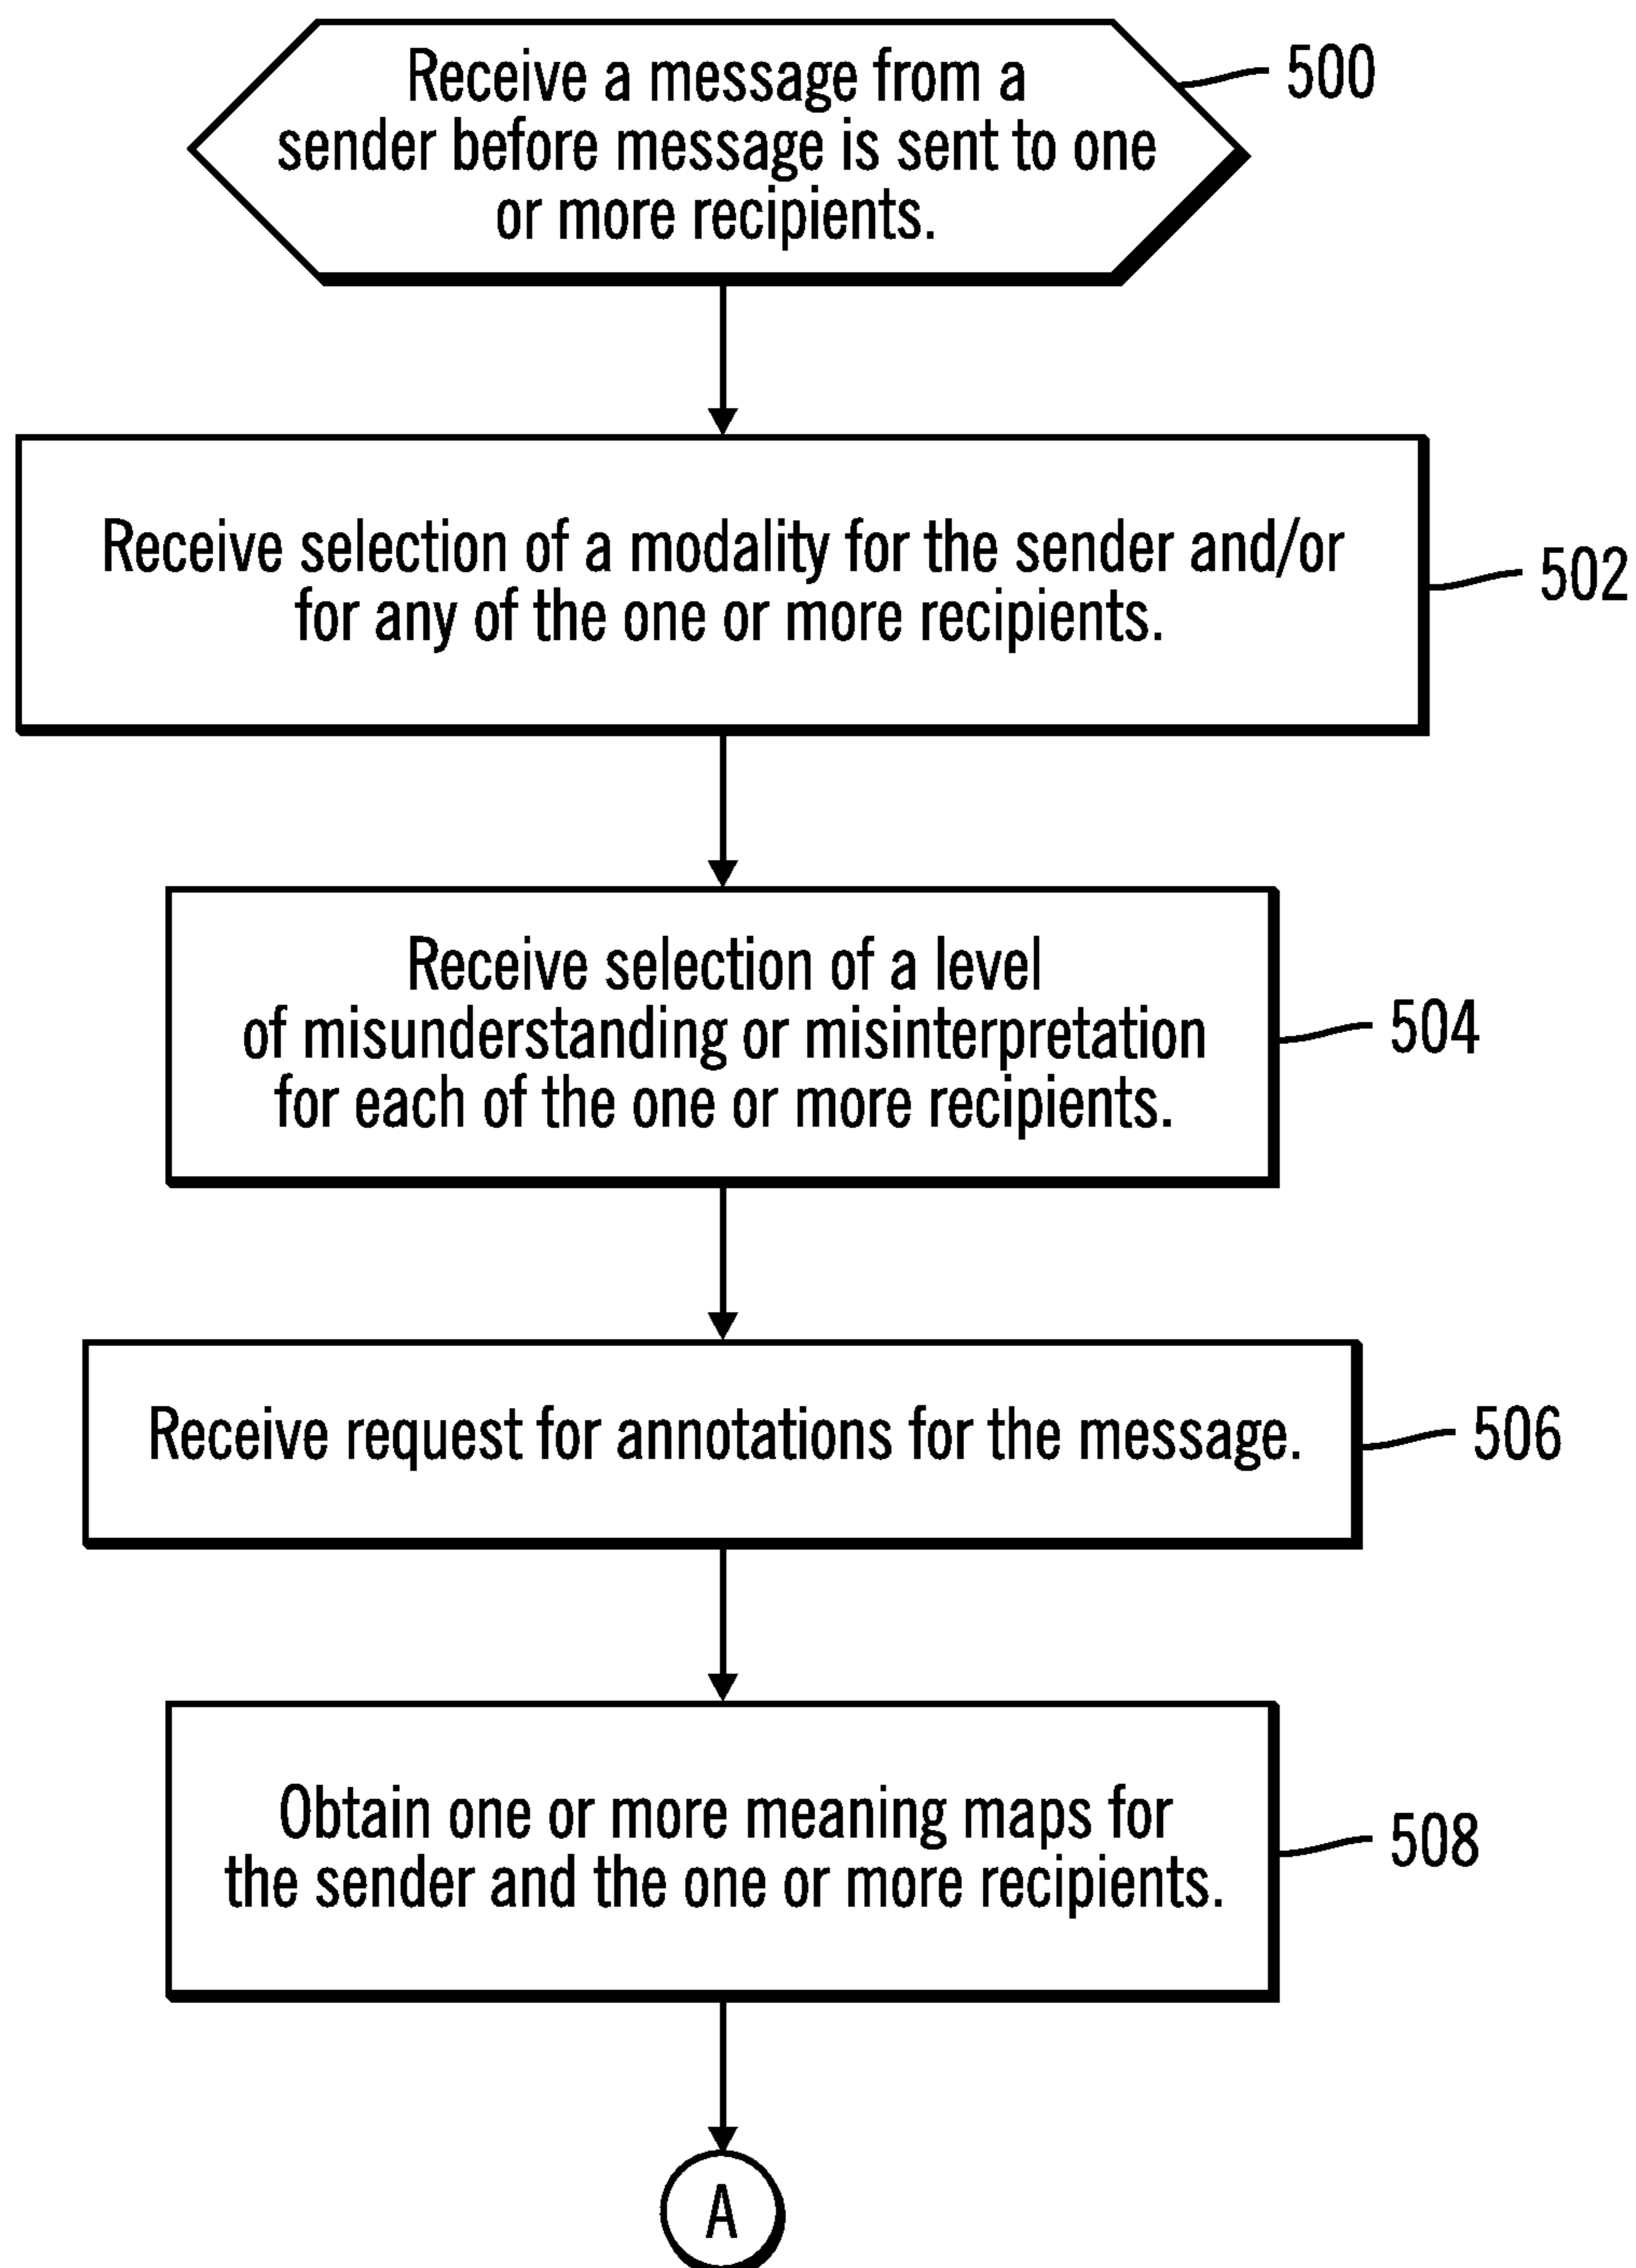 Receive a message from a
sender before message is sent to one
or more recipients.
500
Receive selection of a modality for the sender and/or
for any of the one or more recipients.
502
Receive selection of a level
of misunderstanding or misinterpretation
for each of the one or more recipients.
504
Receive request for annotations for the message.
506
Obtain one or more meaning maps for
the sender and the one or more recipients.
508
A